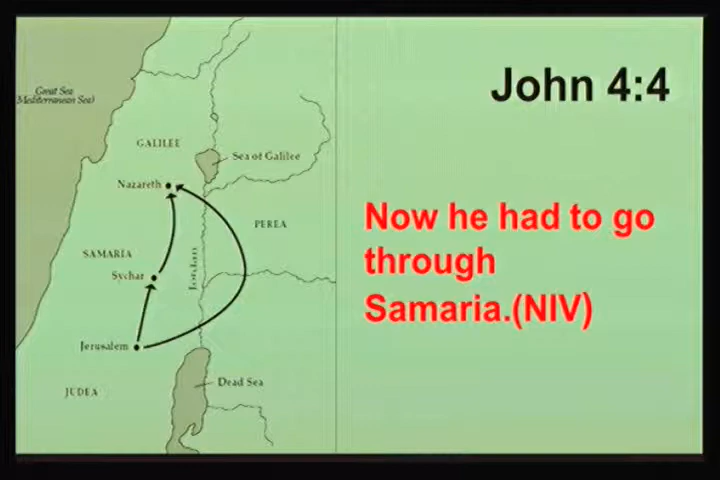 John 4:4
Great Sea
(Mediterranean Sea)
GALILEE
Sea of Galilee
Nazareth
PEREA
SAMARIA
Sychar
Jordan
Jerusalem
Dead Sea
JUDEA
Now he had to go
through
Samaria.(NIV)